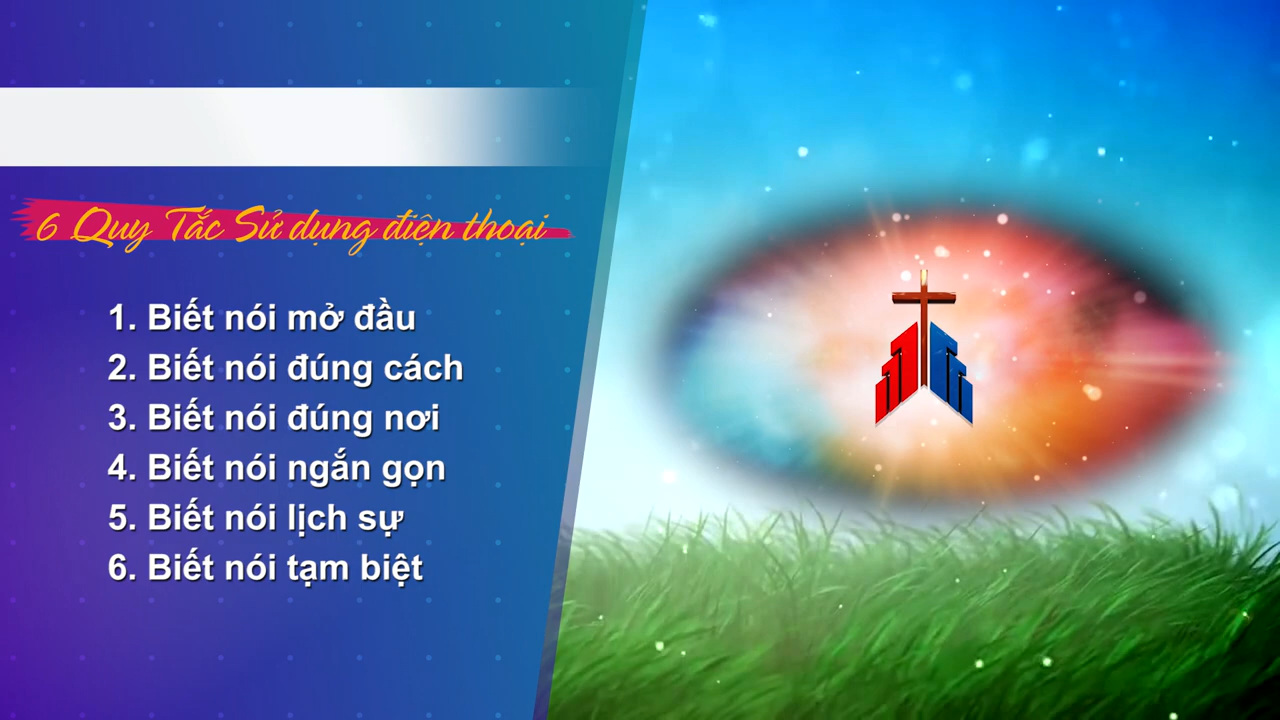 6 Quy Tắc Sử dụng điện thoại
1. Biết nói mở đầu
2. Biết nói đúng cách
3. Biết nói đúng nơi
4. Biết nói ngắn gọn
5. Biết nói lịch sự
6. Biết nói tạm biệt